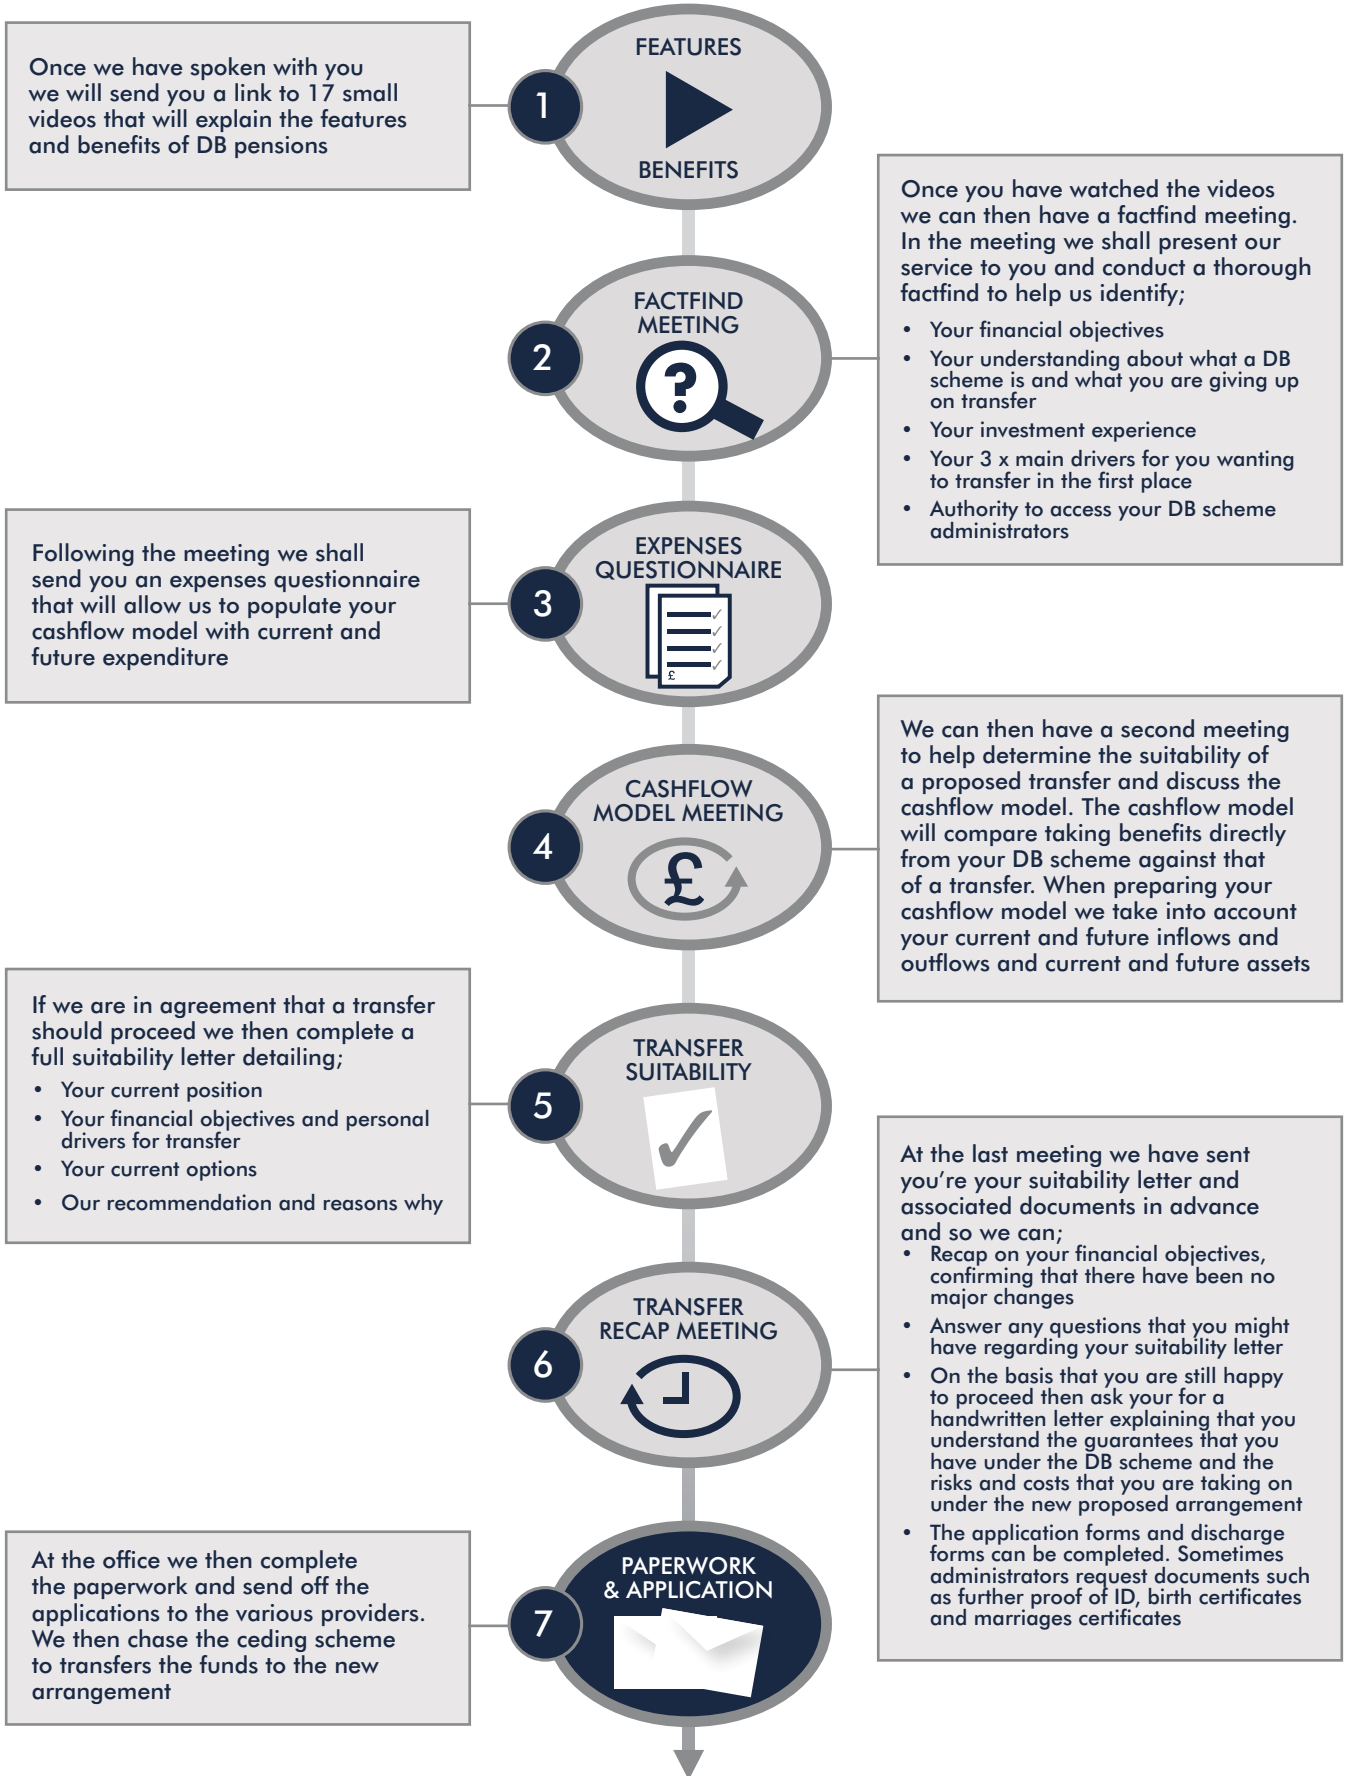 Once we have spoken with you
we will send you a link to 17 small
videos that will explain the features
and benefits of DB pensions
1
FEATURES
BENEFITS
2
FACTFIND
MEETING
?
Once you have watched the videos
we can then have a factfind meeting.
In the meeting we shall present our
service to you and conduct a thorough
factfind to help us identify;
• Your financial objectives
• Your understanding about what a DB
scheme is and what you are giving up
on transfer
• Your investment experience
• Your 3 x main drivers for you wanting
to transfer in the first place
• Authority to access your DB scheme
administrators
Following the meeting we shall
send you an expenses questionnaire
that will allow us to populate your
cashflow model with current and
future expenditure
3
EXPENSES
QUESTIONNAIRE
£
4
CASHFLOW
MODEL MEETING
£
We can then have a second meeting
to help determine the suitability of
a proposed transfer and discuss the
cashflow model. The cashflow model
will compare taking benefits directly
from your DB scheme against that
of a transfer. When preparing your
cashflow model we take into account
your current and future inflows and
outflows and current and future assets
If we are in agreement that a transfer
should proceed we then complete a
full suitability letter detailing;
• Your current position
• Your financial objectives and personal
drivers for transfer
• Your current options
• Our recommendation and reasons why
5
TRANSFER
SUITABILITY
6
TRANSFER
RECAP MEETING
At the last meeting we have sent
you’re your suitability letter and
associated documents in advance
and so we can;
• Recap on your financial objectives,
confirming that there have been no
major changes
• Answer any questions that you might
have regarding your suitability letter
• On the basis that you are still happy
to proceed then ask your for a
handwritten letter explaining that you
understand the guarantees that you
have under the DB scheme and the
risks and costs that you are taking on
under the new proposed arrangement
• The application forms and discharge
forms can be completed. Sometimes
administrators request documents such
as further proof of ID, birth certificates
and marriages certificates
At the office we then complete
the paperwork and send off the
applications to the various providers.
We then chase the ceding scheme
to transfers the funds to the new
arrangement
7
PAPERWORK
& APPLICATION